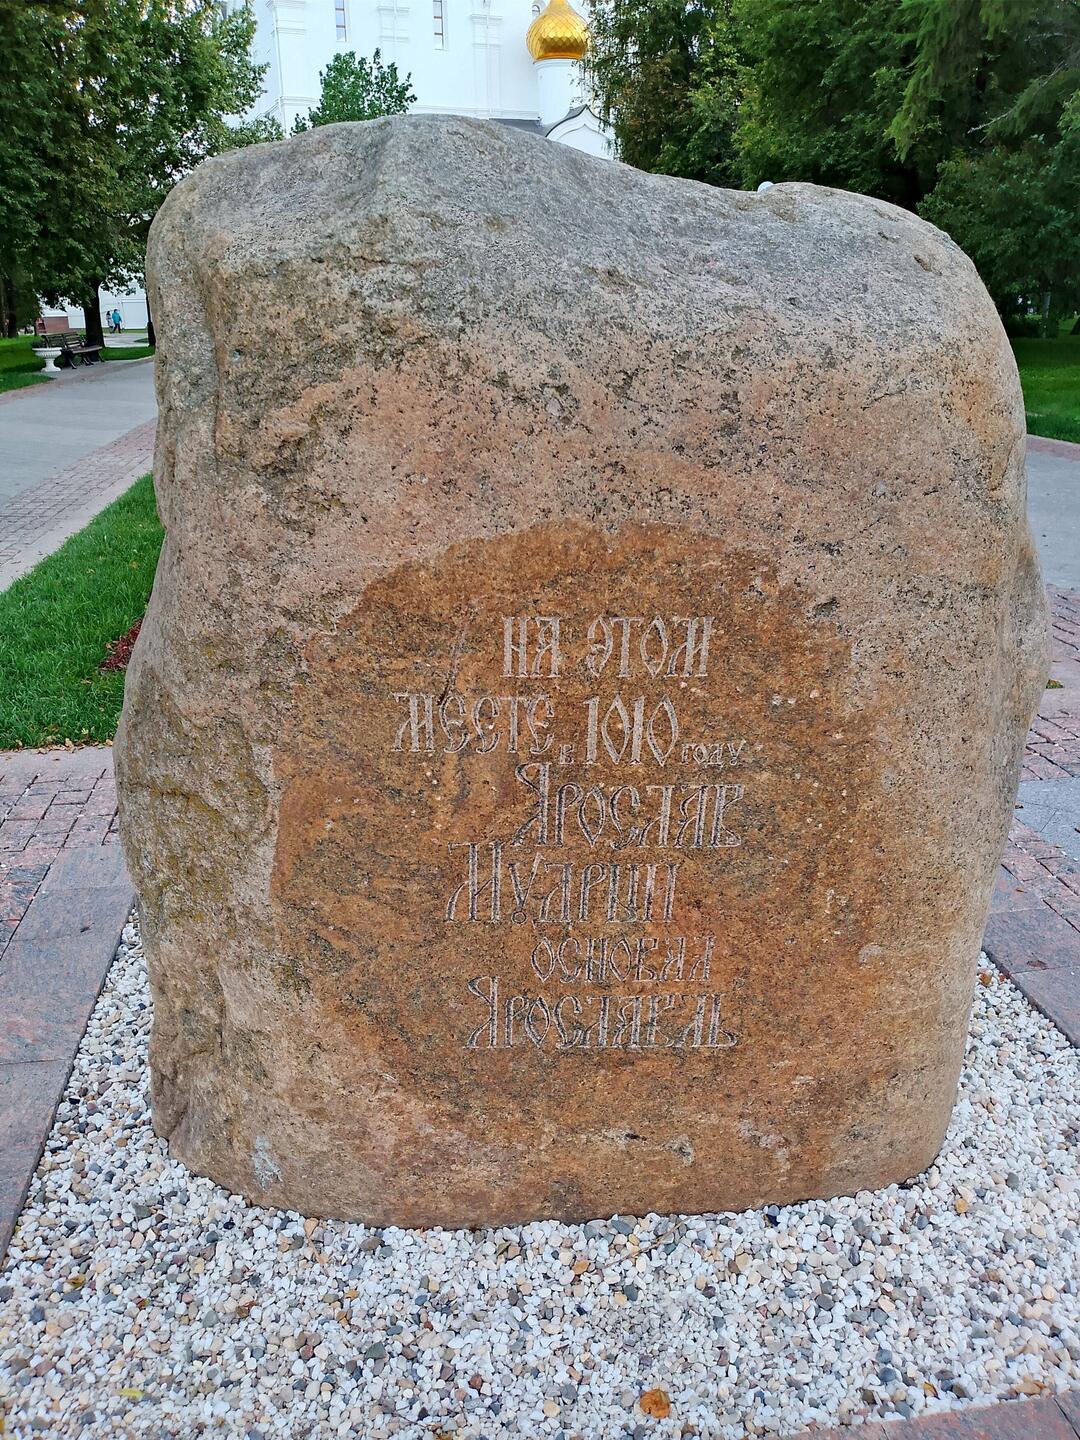 НА ЭТОМ
МЕСТЕ в 1010 году
ЯРОСЛАВ
МУДРЫЙ
ОСНОВАЛ
ЯРОСЛАВЛЬ